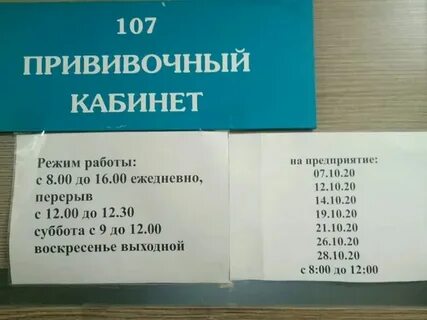 107
ПРИВИВОЧНЫЙ
КАБИНЕТ
Режим работы:
с 8.00 до 16.00 ежедневно,
перерыв
с 12.00 до 12.30
суббота с 9 до 12.00
воскресенье выходной
на предприятие:
07.10.20
12.10.20
14.10.20
19.10.20
21.10.20
26.10.20
28.10.20
с 8:00 до 12:00